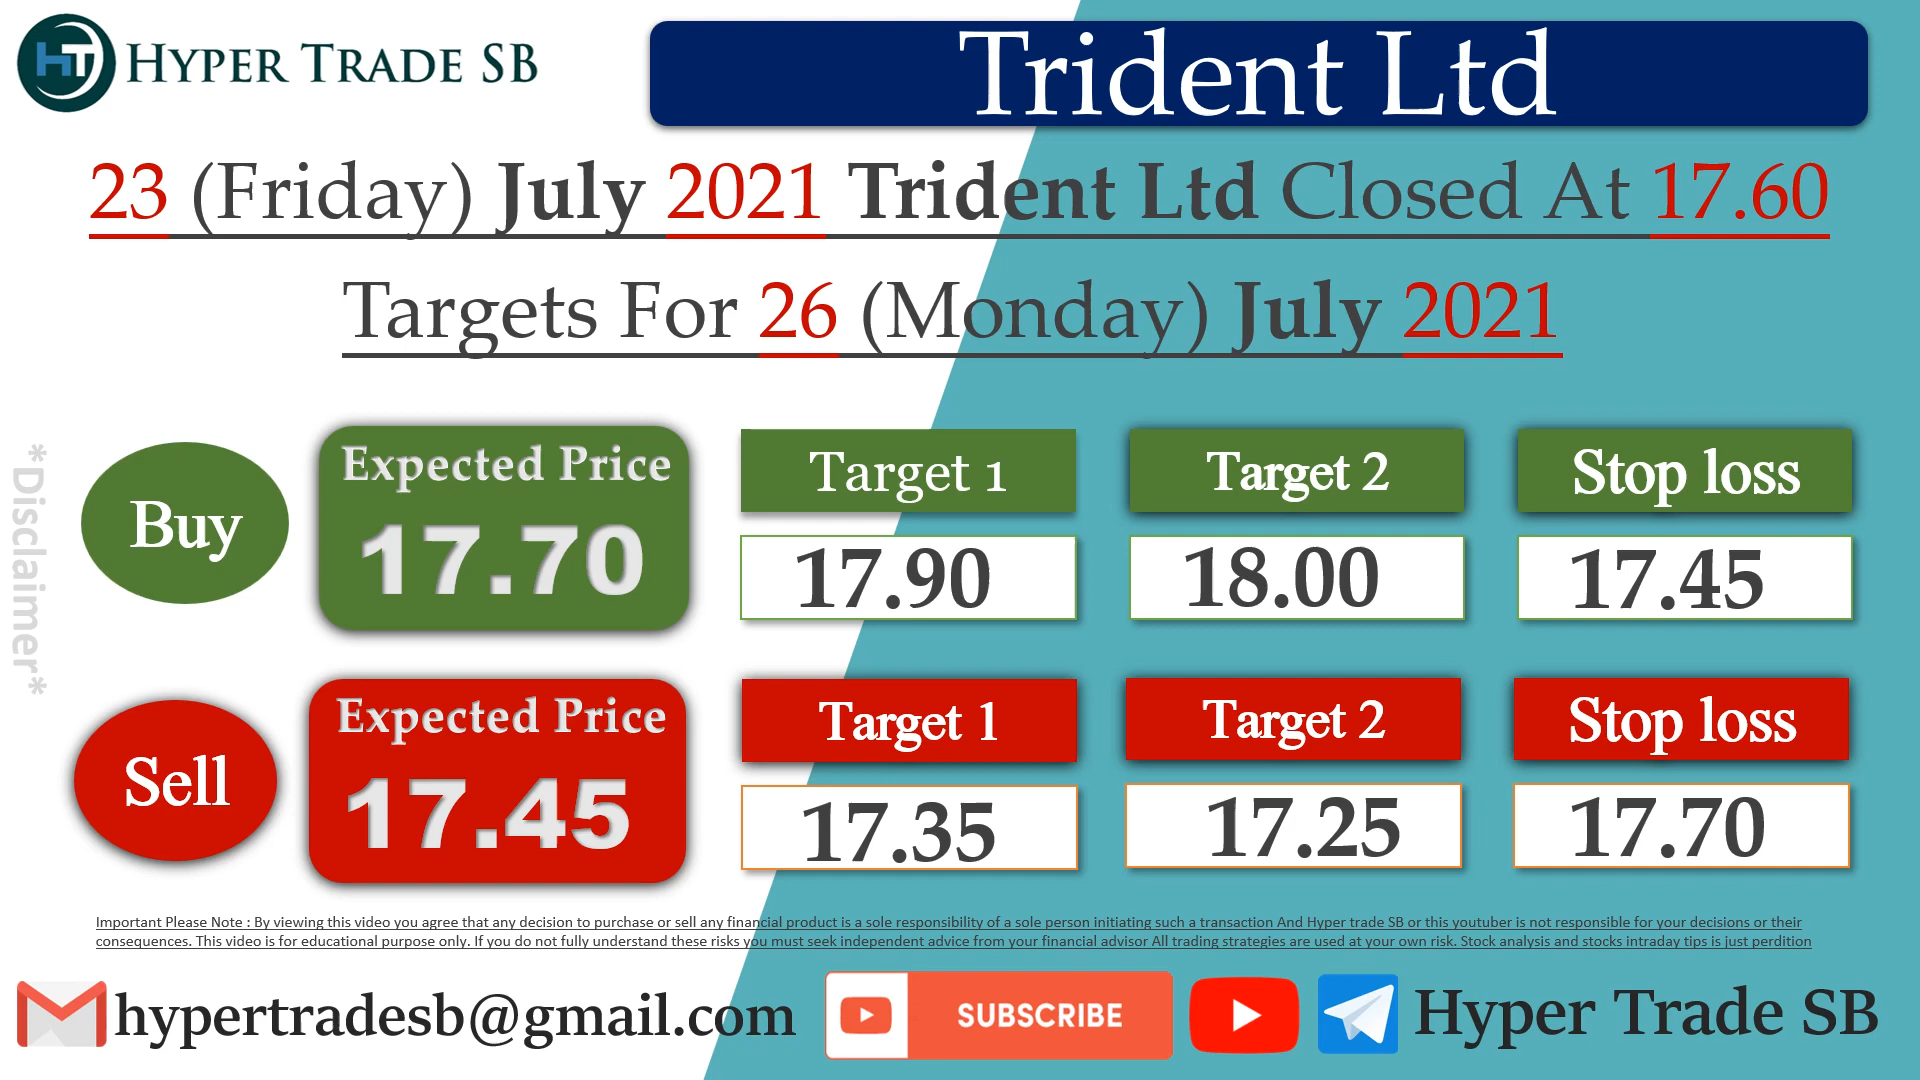 HT HYPER TRADE SB
Trident Ltd
23 (Friday) July 2021 Trident Ltd Closed At 17.60
Targets For 26 (Monday) July 2021
*Disclaimer*
Buy
Expected Price
17.70
Target 1
17.90
Target 2
18.00
Stop loss
17.45
Sell
Expected Price
17.45
Target 1
17.35
Target 2
17.25
Stop loss
17.70
Important Please Note : By viewing this video you agree that any decision to purchase or sell any financial product is a sole responsibility of a sole person initiating such a transaction And Hyper trade SB or this youtuber is not responsible for your decisions or their
consequences. This video is for educational purpose only. If you do not fully understand these risks you must seek independent advice from your financial advisor All trading strategies are used at your own risk. Stock analysis and stocks intraday tips is just perdition
hypertradesb@gmail.com
SUBSCRIBE
Hyper Trade SB